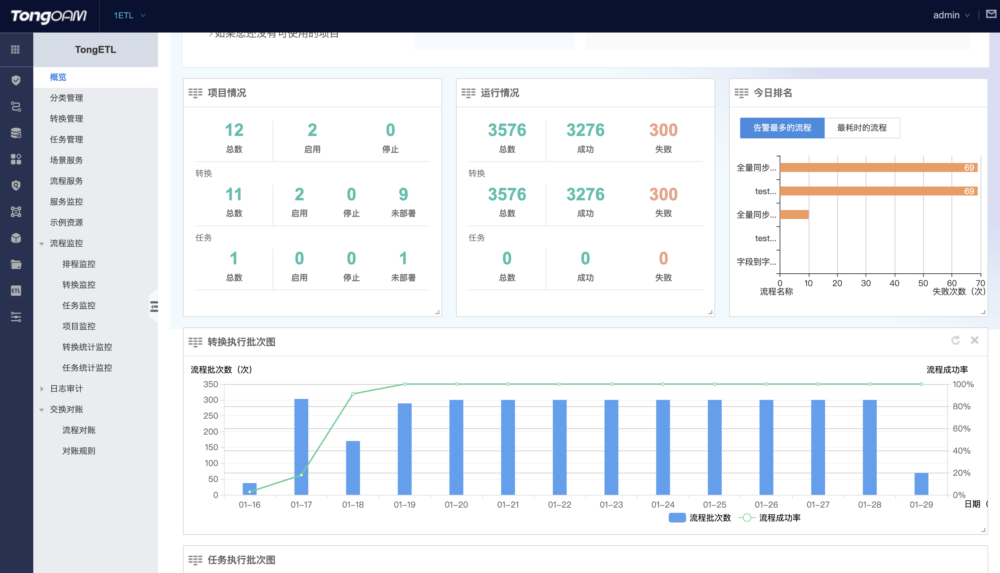 TongOAM
1ETL
admin
TongETL
概览
分类管理
转换管理
任务管理
场景服务
流程服务
服务监控
示例资源
流程监控
排程监控
转换监控
任务监控
项目监控
转换统计监控
任务统计监控
日志审计
交换对账
流程对账
对账规则
ETL
如果您还没有可使用的项目
项目情况
12 2 0
总数 启用 停止
转换
11 2 0 9
总数 启用 停止 未部署
任务
1 0 0 1
总数 启用 停止 未部署
运行情况
3576 3276 300
总数 成功 失败
转换
3576 3276 300
总数 成功 失败
任务
0 0 0
总数 成功 失败
今日排名
告警最多的流程 最耗时的流程
全量同步... 69
test... 69
全量同步...
test...
字段到字...
0 10 20 30 40 50 60 70
流程名称 失败次数（次）
转换执行批次图
流程批次数（次） 流程成功率
350 100%
300
80%
250
200 60%
150
40%
100
20%
50
0 0%
01-16 01-17 01-18 01-19 01-20 01-21 01-22 01-23 01-24 01-25 01-26 01-27 01-28 01-29 日期（
流程批次数 流程成功率
任务执行批次图